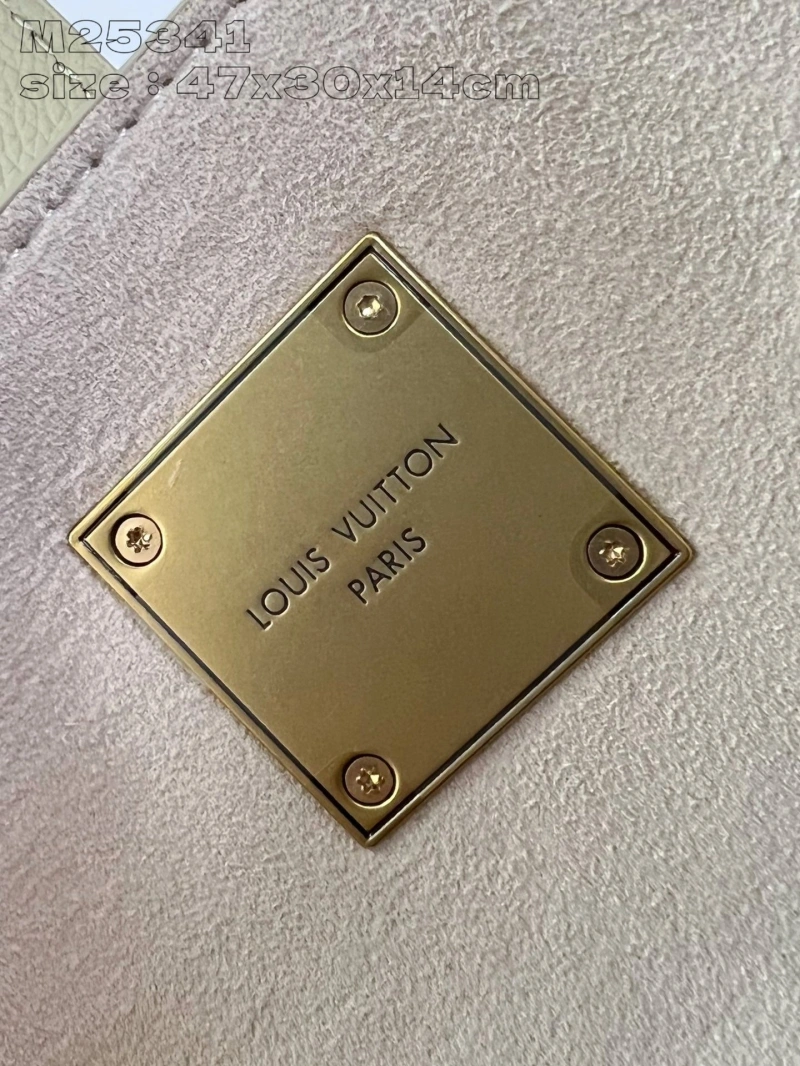 M25341
size : 47x30x14cm
LOUIS VUITTON
PARIS